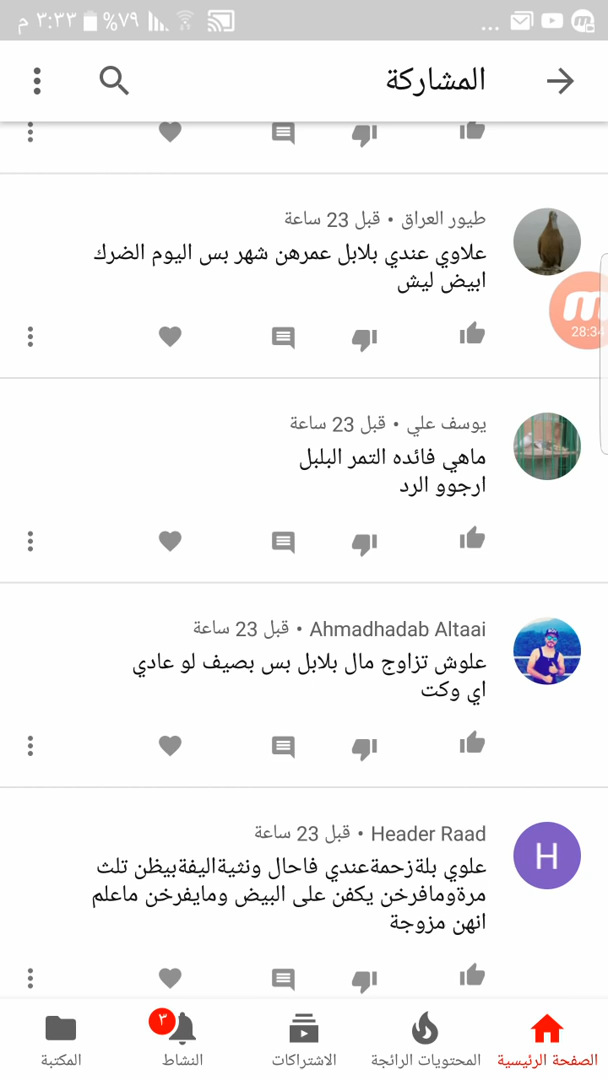 ٣:٣٣ م
٧٩%
...
المشاركة
طيور العراق • قبل 23 ساعة
علاوي عندي بلابل عمرهن شهر بس اليوم الضرك
ابيض ليش
28:34
يوسف علي • قبل 23 ساعة
ماهي فائده التمر البلبل
ارجوو الرد
Ahmadhadab Altaai • قبل 23 ساعة
علوش تزاوج مال بلابل بس بصيف لو عادي
اي وكت
H
Header Raad • قبل 23 ساعة
علوي بلةزحمةعندي فاحال ونثيةاليفةبيظن تلث
مرةومافرخن يكفن على البيض ومايفرخن ماعلم
انهن مزوجة
الصفحة الرئيسية
المحتويات الرائجة
الاشتراكات
٣
النشاط
المكتبة